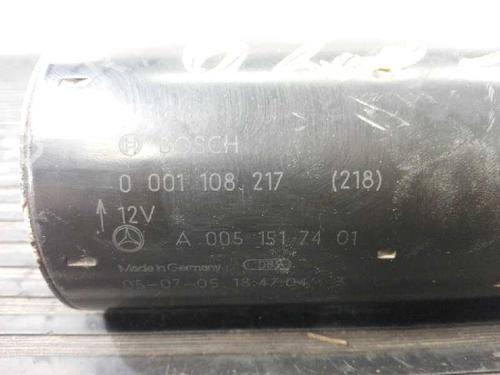 BOSCH
0 001 108 217 (218)
12V
A 005 151 74 01
Made in Germany
05-07-05 18:47:04